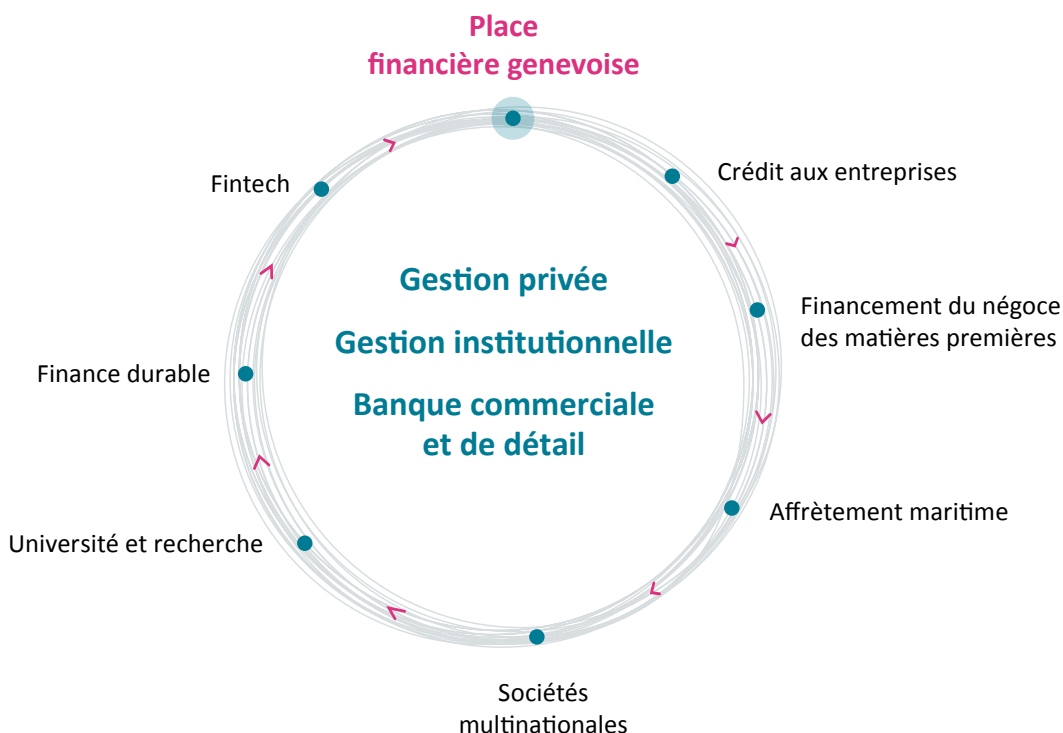 Place
financière genevoise
Crédit aux entreprises
Fintech
Gestion privée
Financement du négoce
des matières premières
Gestion institutionnelle
Finance durable
Banque commerciale
et de détail
Affrètement maritime
Université et recherche
Sociétés
multinationales